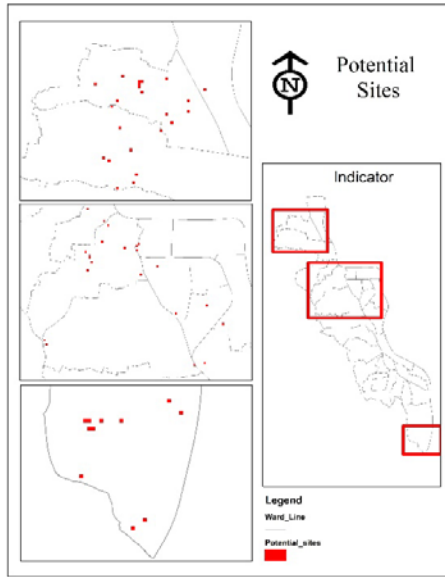 N
Potential
Sites
Indicator
Legend
Ward_Line
Potential_sites